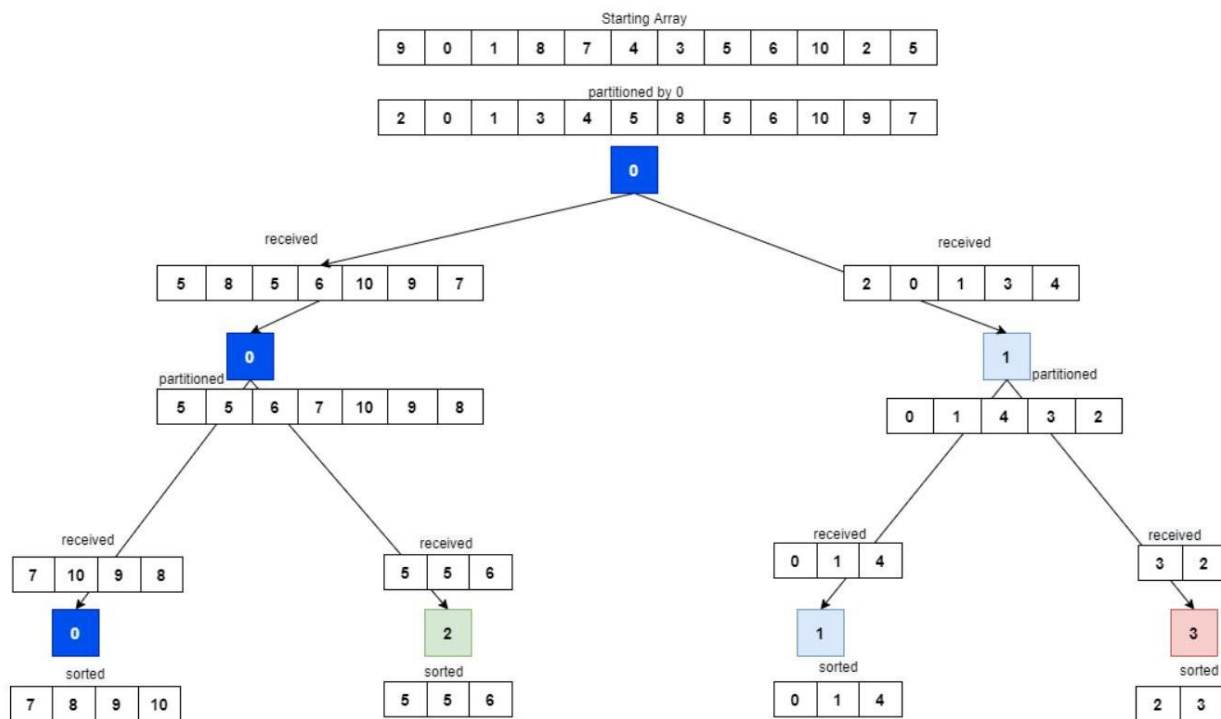 Starting Array
9 0 1 8 7 4 3 5 6 10 2 5
partitioned by 0
2 0 1 3 4 5 8 5 6 10 9 7
0
received
received
5 8 5 6 10 9 7
2 0 1 3 4
0
1
partitioned
partitioned
5 5 6 7 10 9 8
0 1 4 3 2
received
received
received
received
7 10 9 8
5 5 6
0 1 4
3 2
0
2
1
3
sorted
sorted
sorted
sorted
7 8 9 10
5 5 6
0 1 4
2 3